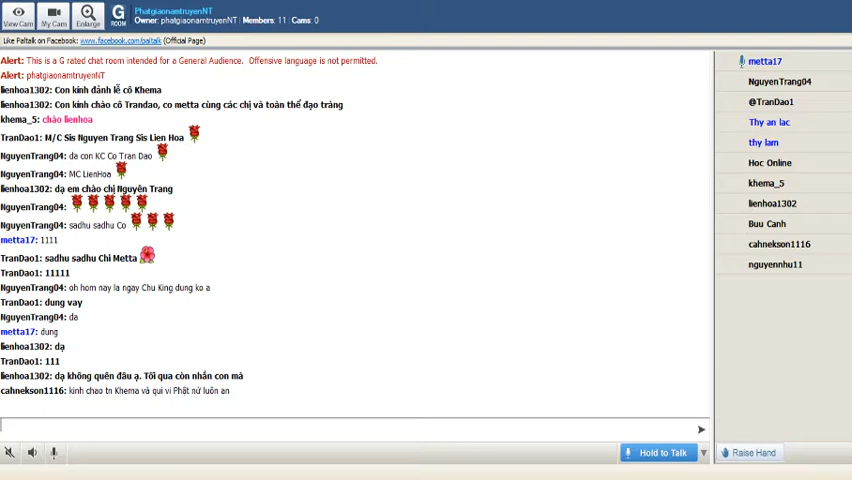 View Cam
My Cam
Enlarge
G
ROOM
PhatgiaonamtruyenNT
Owner: phatgiaonamtruyenNT | Members: 11 | Cams: 0
Like Paltalk on Facebook: www.facebook.com/paltalk (Official Page)
Alert: This is a G rated chat room intended for a General Audience. Offensive language is not permitted.
Alert: phatgiaonamtruyenNT
lienhoa1302: Con kính đảnh lễ cô Khema
lienhoa1302: Con kính chào cô Trandao, co metta cùng các chị và toàn thể đạo tràng
khema_5: chào lienhoa
TranDao1: M/C Sis Nguyen Trang Sis Lien Hoa
NguyenTrang04: da con KC Co Tran Dao
NguyenTrang04: MC LienHoa
lienhoa1302: dạ em chào chị Nguyên Trang
NguyenTrang04:
NguyenTrang04: sadhu sadhu Co
metta17: 1111
TranDao1: sadhu sadhu Chi Metta
TranDao1: 11111
NguyenTrang04: oh hom nay la ngay Chu King dung ko a
TranDao1: dung vay
NguyenTrang04: da
metta17: dung
lienhoa1302: dạ
TranDao1: 111
lienhoa1302: dạ không quên đâu ạ. Tối qua còn nhắn con mà
cahnekson1116: kinh chao tn Khema và qui vi Phật nử luôn an
metta17
NguyenTrang04
@TranDao1
Thy an lac
thy lam
Hoc Online
khema_5
lienhoa1302
Buu Canh
cahnekson1116
nguyennhu11
Hold to Talk
Raise Hand